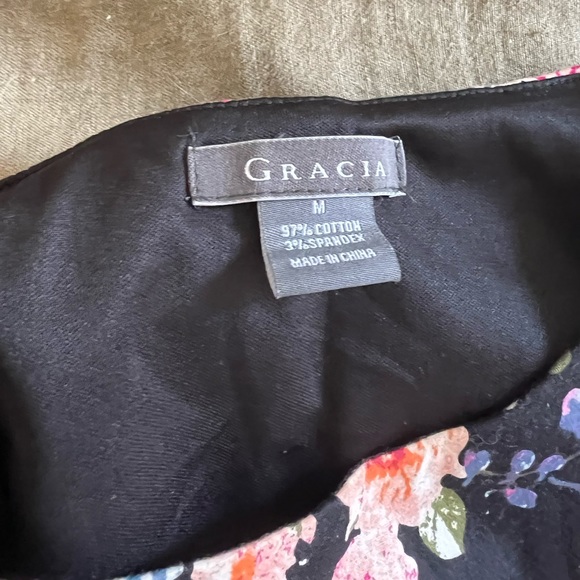 GRACIA
M
97% COTTON
3% SPANDEX
MADE IN CHINA